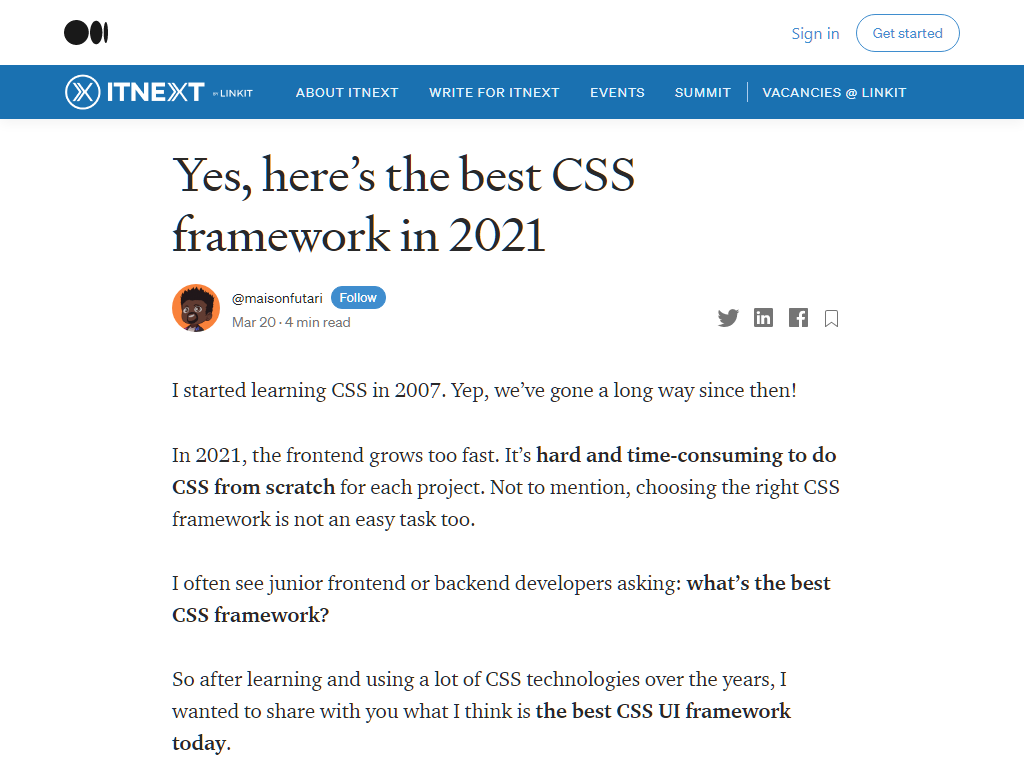 Sign in
Get started
ITNEXT BY LINKIT
ABOUT ITNEXT
WRITE FOR ITNEXT
EVENTS
SUMMIT
VACANCIES @ LINKIT
Yes, here’s the best CSS
framework in 2021
@maisonfutari
Follow
Mar 20 · 4 min read
I started learning CSS in 2007. Yep, we’ve gone a long way since then!
In 2021, the frontend grows too fast. It’s hard and time-consuming to do
CSS from scratch for each project. Not to mention, choosing the right CSS
framework is not an easy task too.
I often see junior frontend or backend developers asking: what’s the best
CSS framework?
So after learning and using a lot of CSS technologies over the years, I
wanted to share with you what I think is the best CSS UI framework
today.